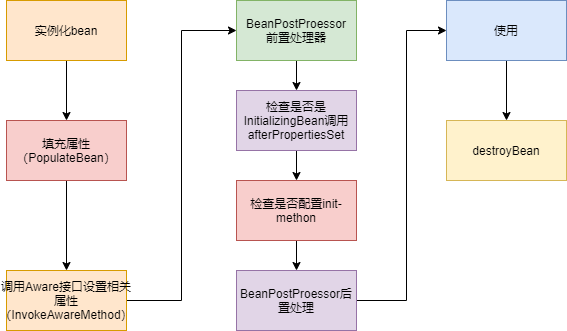 实例化bean
填充属性
（PopulateBean）
调用Aware接口设置相关
属性
（InvokeAwareMethod）
BeanPostProessor
前置处理器
检查是否是
InitializingBean调用
afterPropertiesSet
检查是否配置init-
methon
BeanPostProessor后
置处理
使用
destroyBean